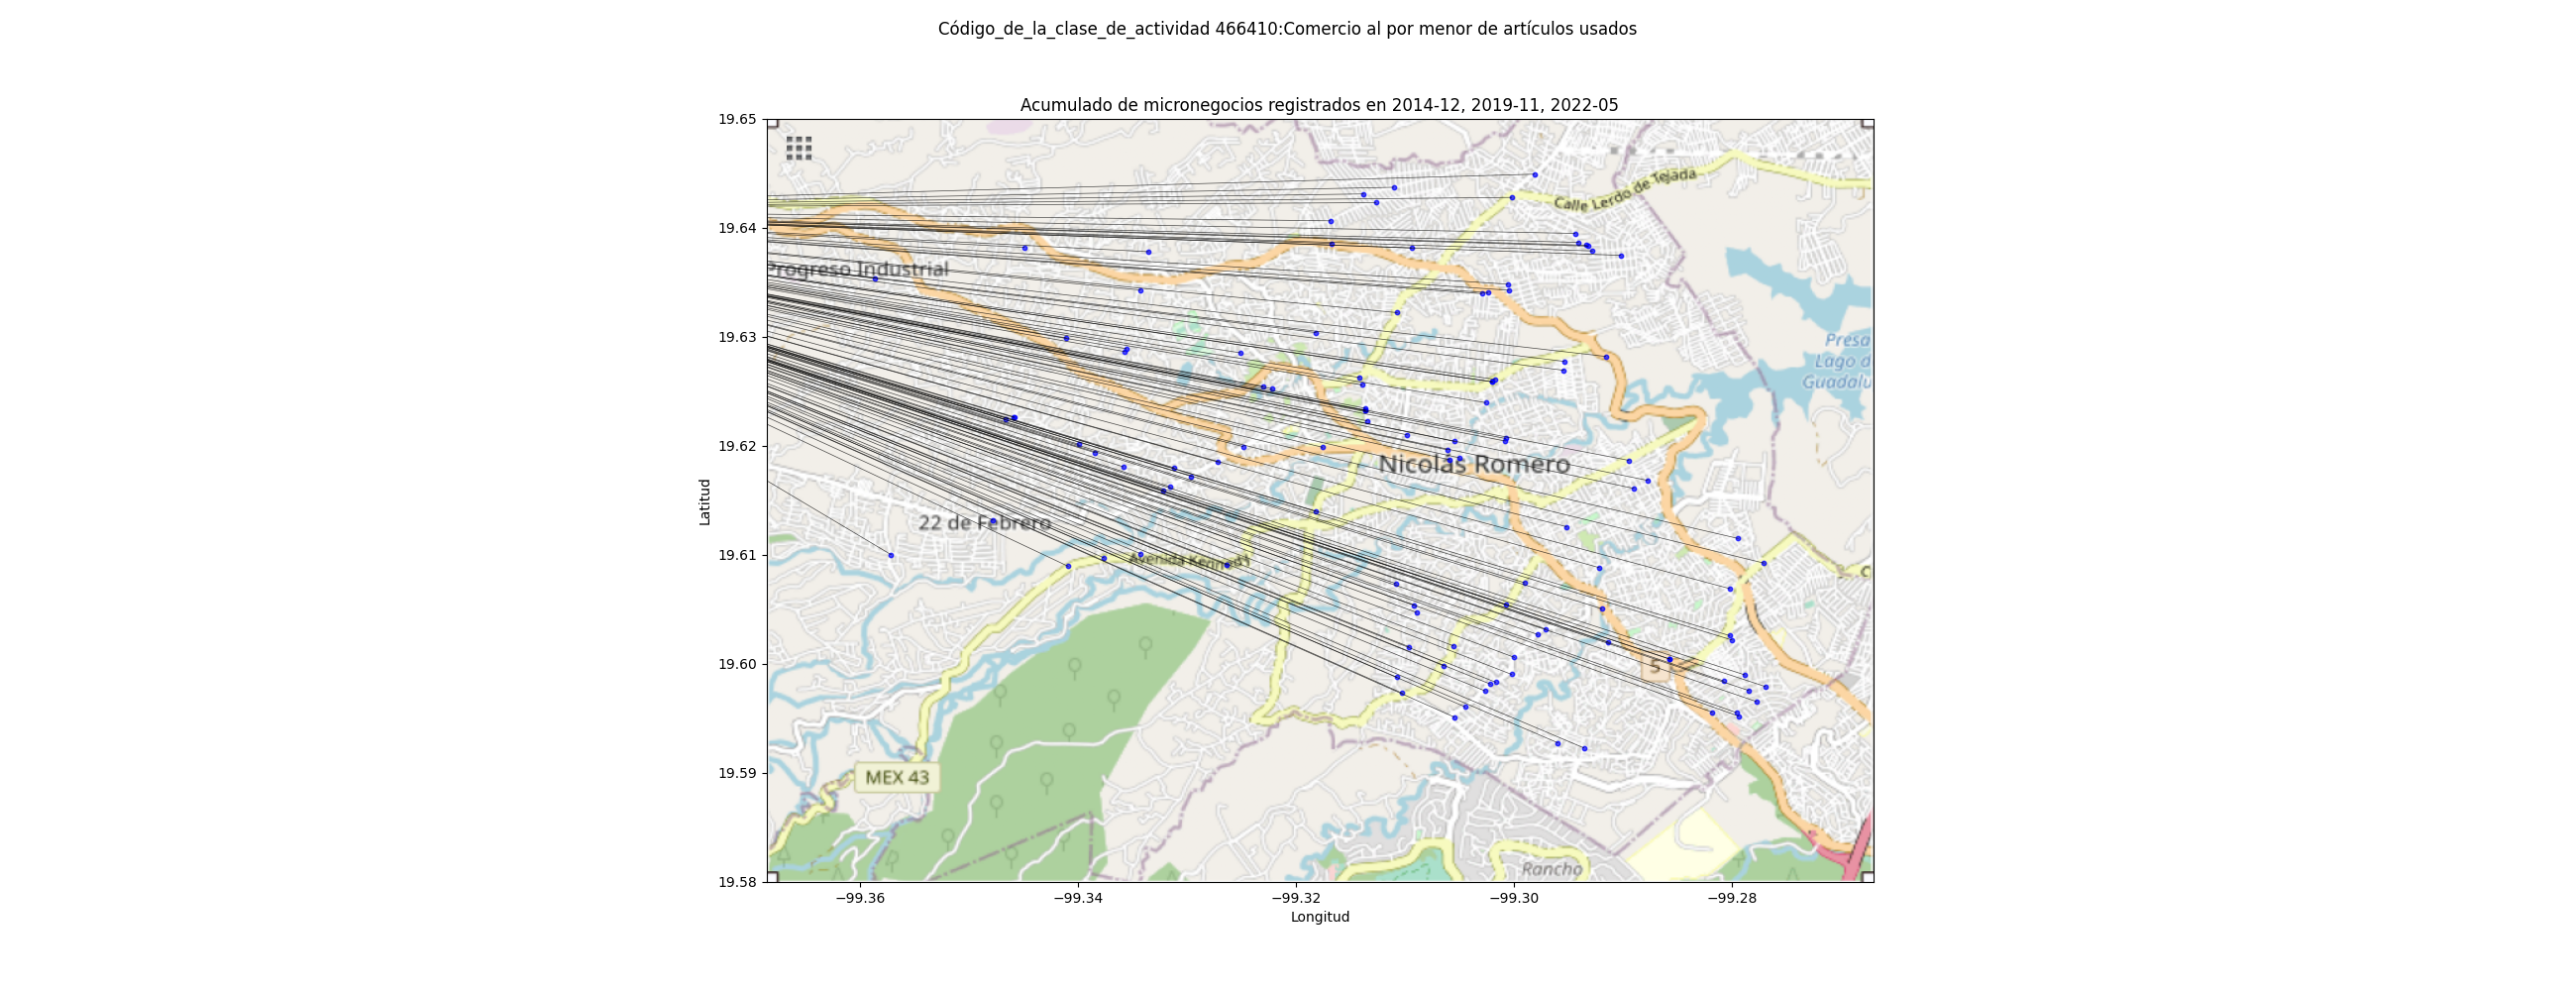 Código_de_la_clase_de_actividad 466410:Comercio al por menor de artículos usados
Acumulado de micronegocios registrados en 2014-12, 2019-11, 2022-05
19.65
19.64
19.63
19.62
19.61
19.60
19.59
19.58
Latitud
Calle Lerdo de Tejada
Progreso Industrial
Presa
Lago d
Guadalu
Nicolás Romero
22 de Febrero
Avenida Kennedy
C
5
MEX 43
Rancho
−99.36
−99.34
−99.32
−99.30
−99.28
Longitud